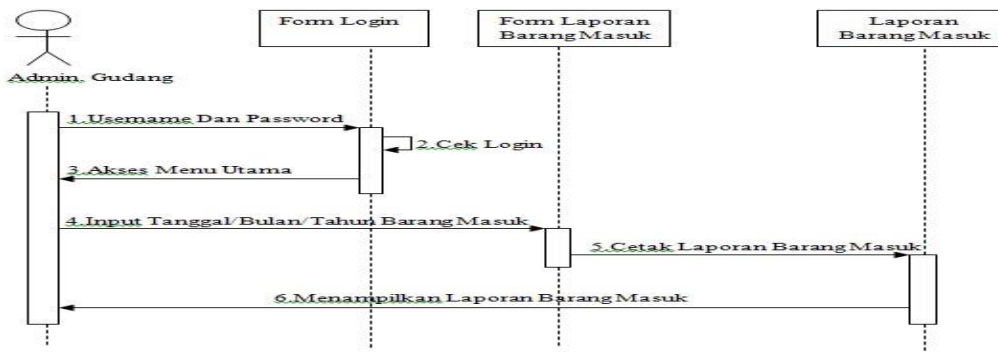 Form Login
Form Laporan
Barang Masuk
Laporan
Barang Masuk
Admin. Gudang
1.Username Dan Password
2.Cek Login
3.Akses Menu Utama
4.Input Tanggal/Bulan/Tahun Barang Masuk
5.Cetak Laporan Barang Masuk
6.Menampilkan Laporan Barang Masuk